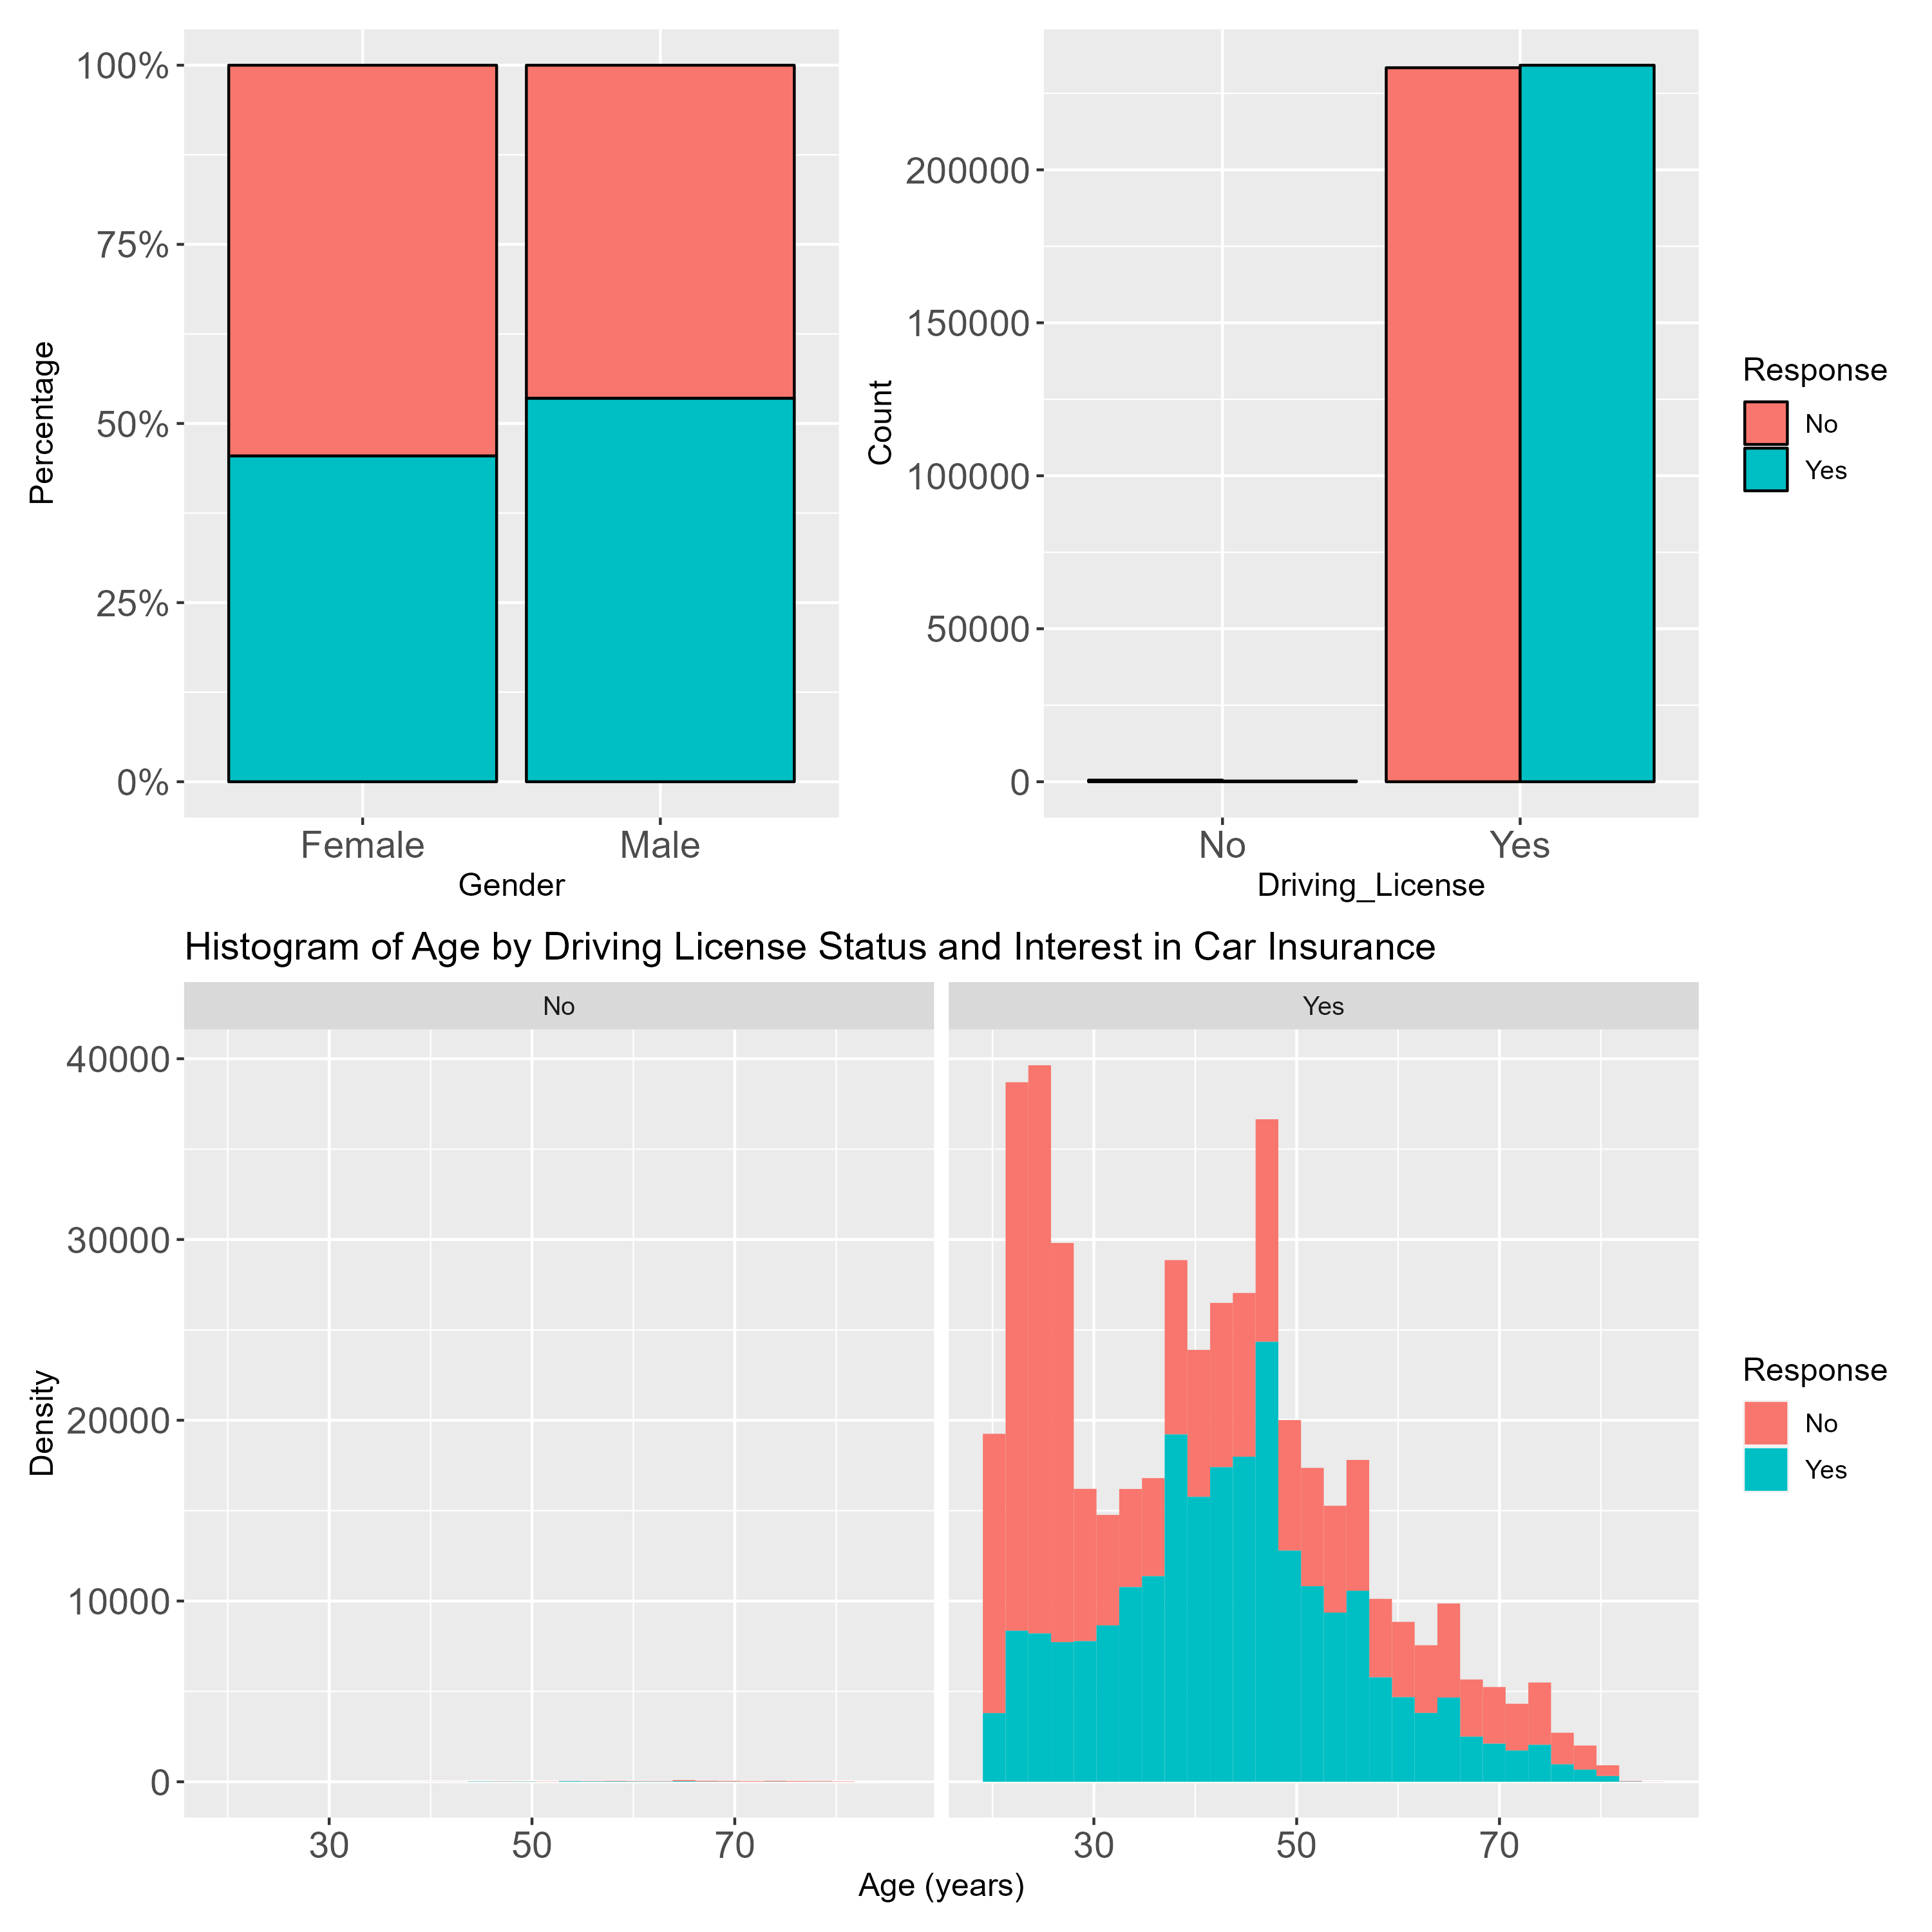 Percentage
100%
75%
50%
25%
0%
Female
Male
Gender
Count
200000
150000
100000
50000
0
No
Yes
Driving_License
Response
No
Yes
Histogram of Age by Driving License Status and Interest in Car Insurance
No
Yes
Density
40000
30000
20000
10000
0
30
50
70
30
50
70
Age (years)
Response
No
Yes